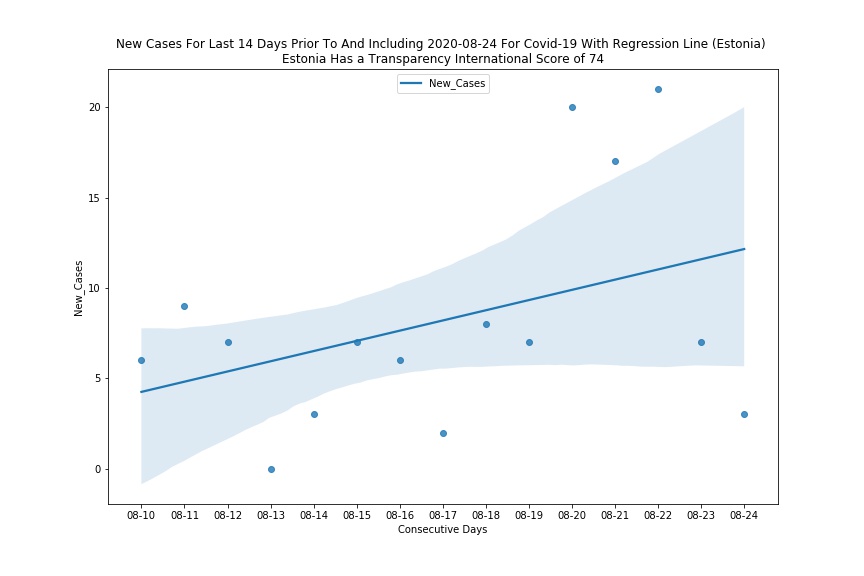 New Cases For Last 14 Days Prior To And Including 2020-08-24 For Covid-19 With Regression Line (Estonia)
Estonia Has a Transparency International Score of 74
New_Cases
New_Cases
20
15
10
5
0
08-10 08-11 08-12 08-13 08-14 08-15 08-16 08-17 08-18 08-19 08-20 08-21 08-22 08-23 08-24
Consecutive Days